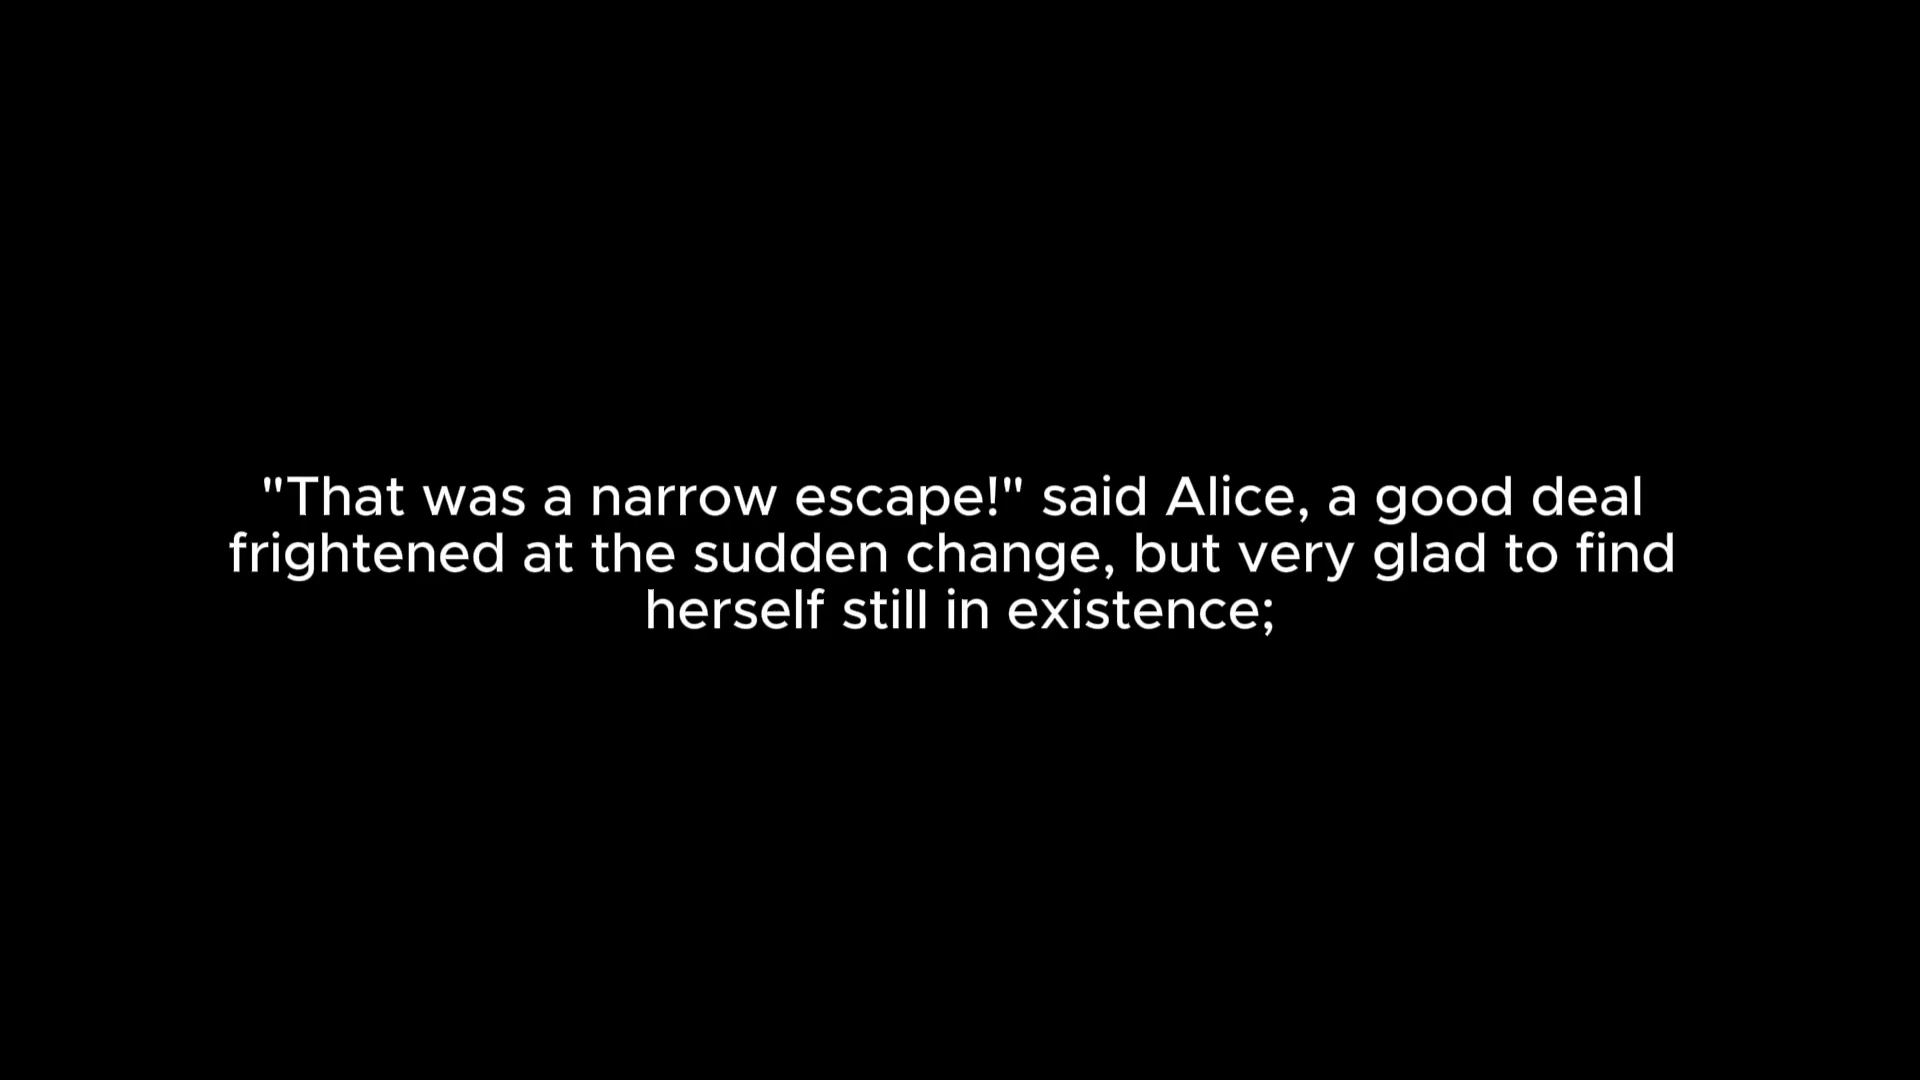 "That was a narrow escape!" said Alice, a good deal
frightened at the sudden change, but very glad to find
herself still in existence;